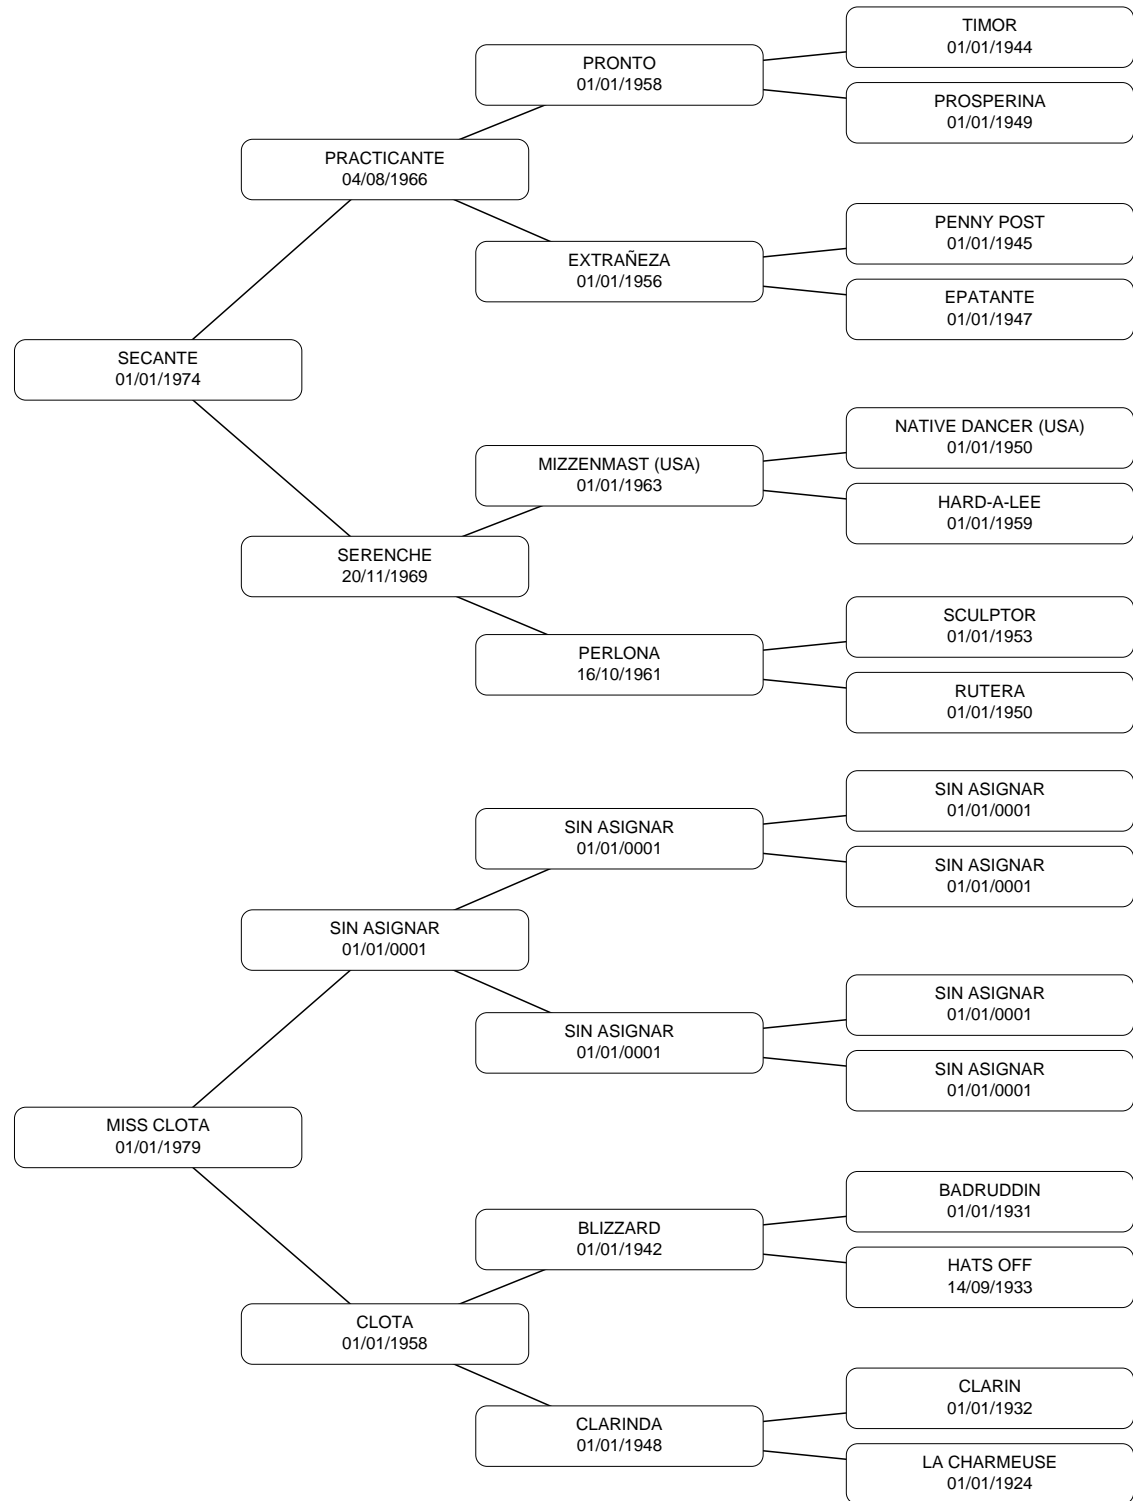 TIMOR
01/01/1944
PRONTO
01/01/1958
PROSPERINA
01/01/1949
PRACTICANTE
04/08/1966
PENNY POST
01/01/1945
EXTRAÑEZA
01/01/1956
EPATANTE
01/01/1947
SECANTE
01/01/1974
NATIVE DANCER (USA)
01/01/1950
MIZZENMAST (USA)
01/01/1963
HARD-A-LEE
01/01/1959
SERENCHE
20/11/1969
SCULPTOR
01/01/1953
PERLONA
16/10/1961
RUTERA
01/01/1950
SIN ASIGNAR
01/01/0001
SIN ASIGNAR
01/01/0001
SIN ASIGNAR
01/01/0001
SIN ASIGNAR
01/01/0001
SIN ASIGNAR
01/01/0001
SIN ASIGNAR
01/01/0001
SIN ASIGNAR
01/01/0001
MISS CLOTA
01/01/1979
BADRUDDIN
01/01/1931
BLIZZARD
01/01/1942
HATS OFF
14/09/1933
CLOTA
01/01/1958
CLARIN
01/01/1932
CLARINDA
01/01/1948
LA CHARMEUSE
01/01/1924